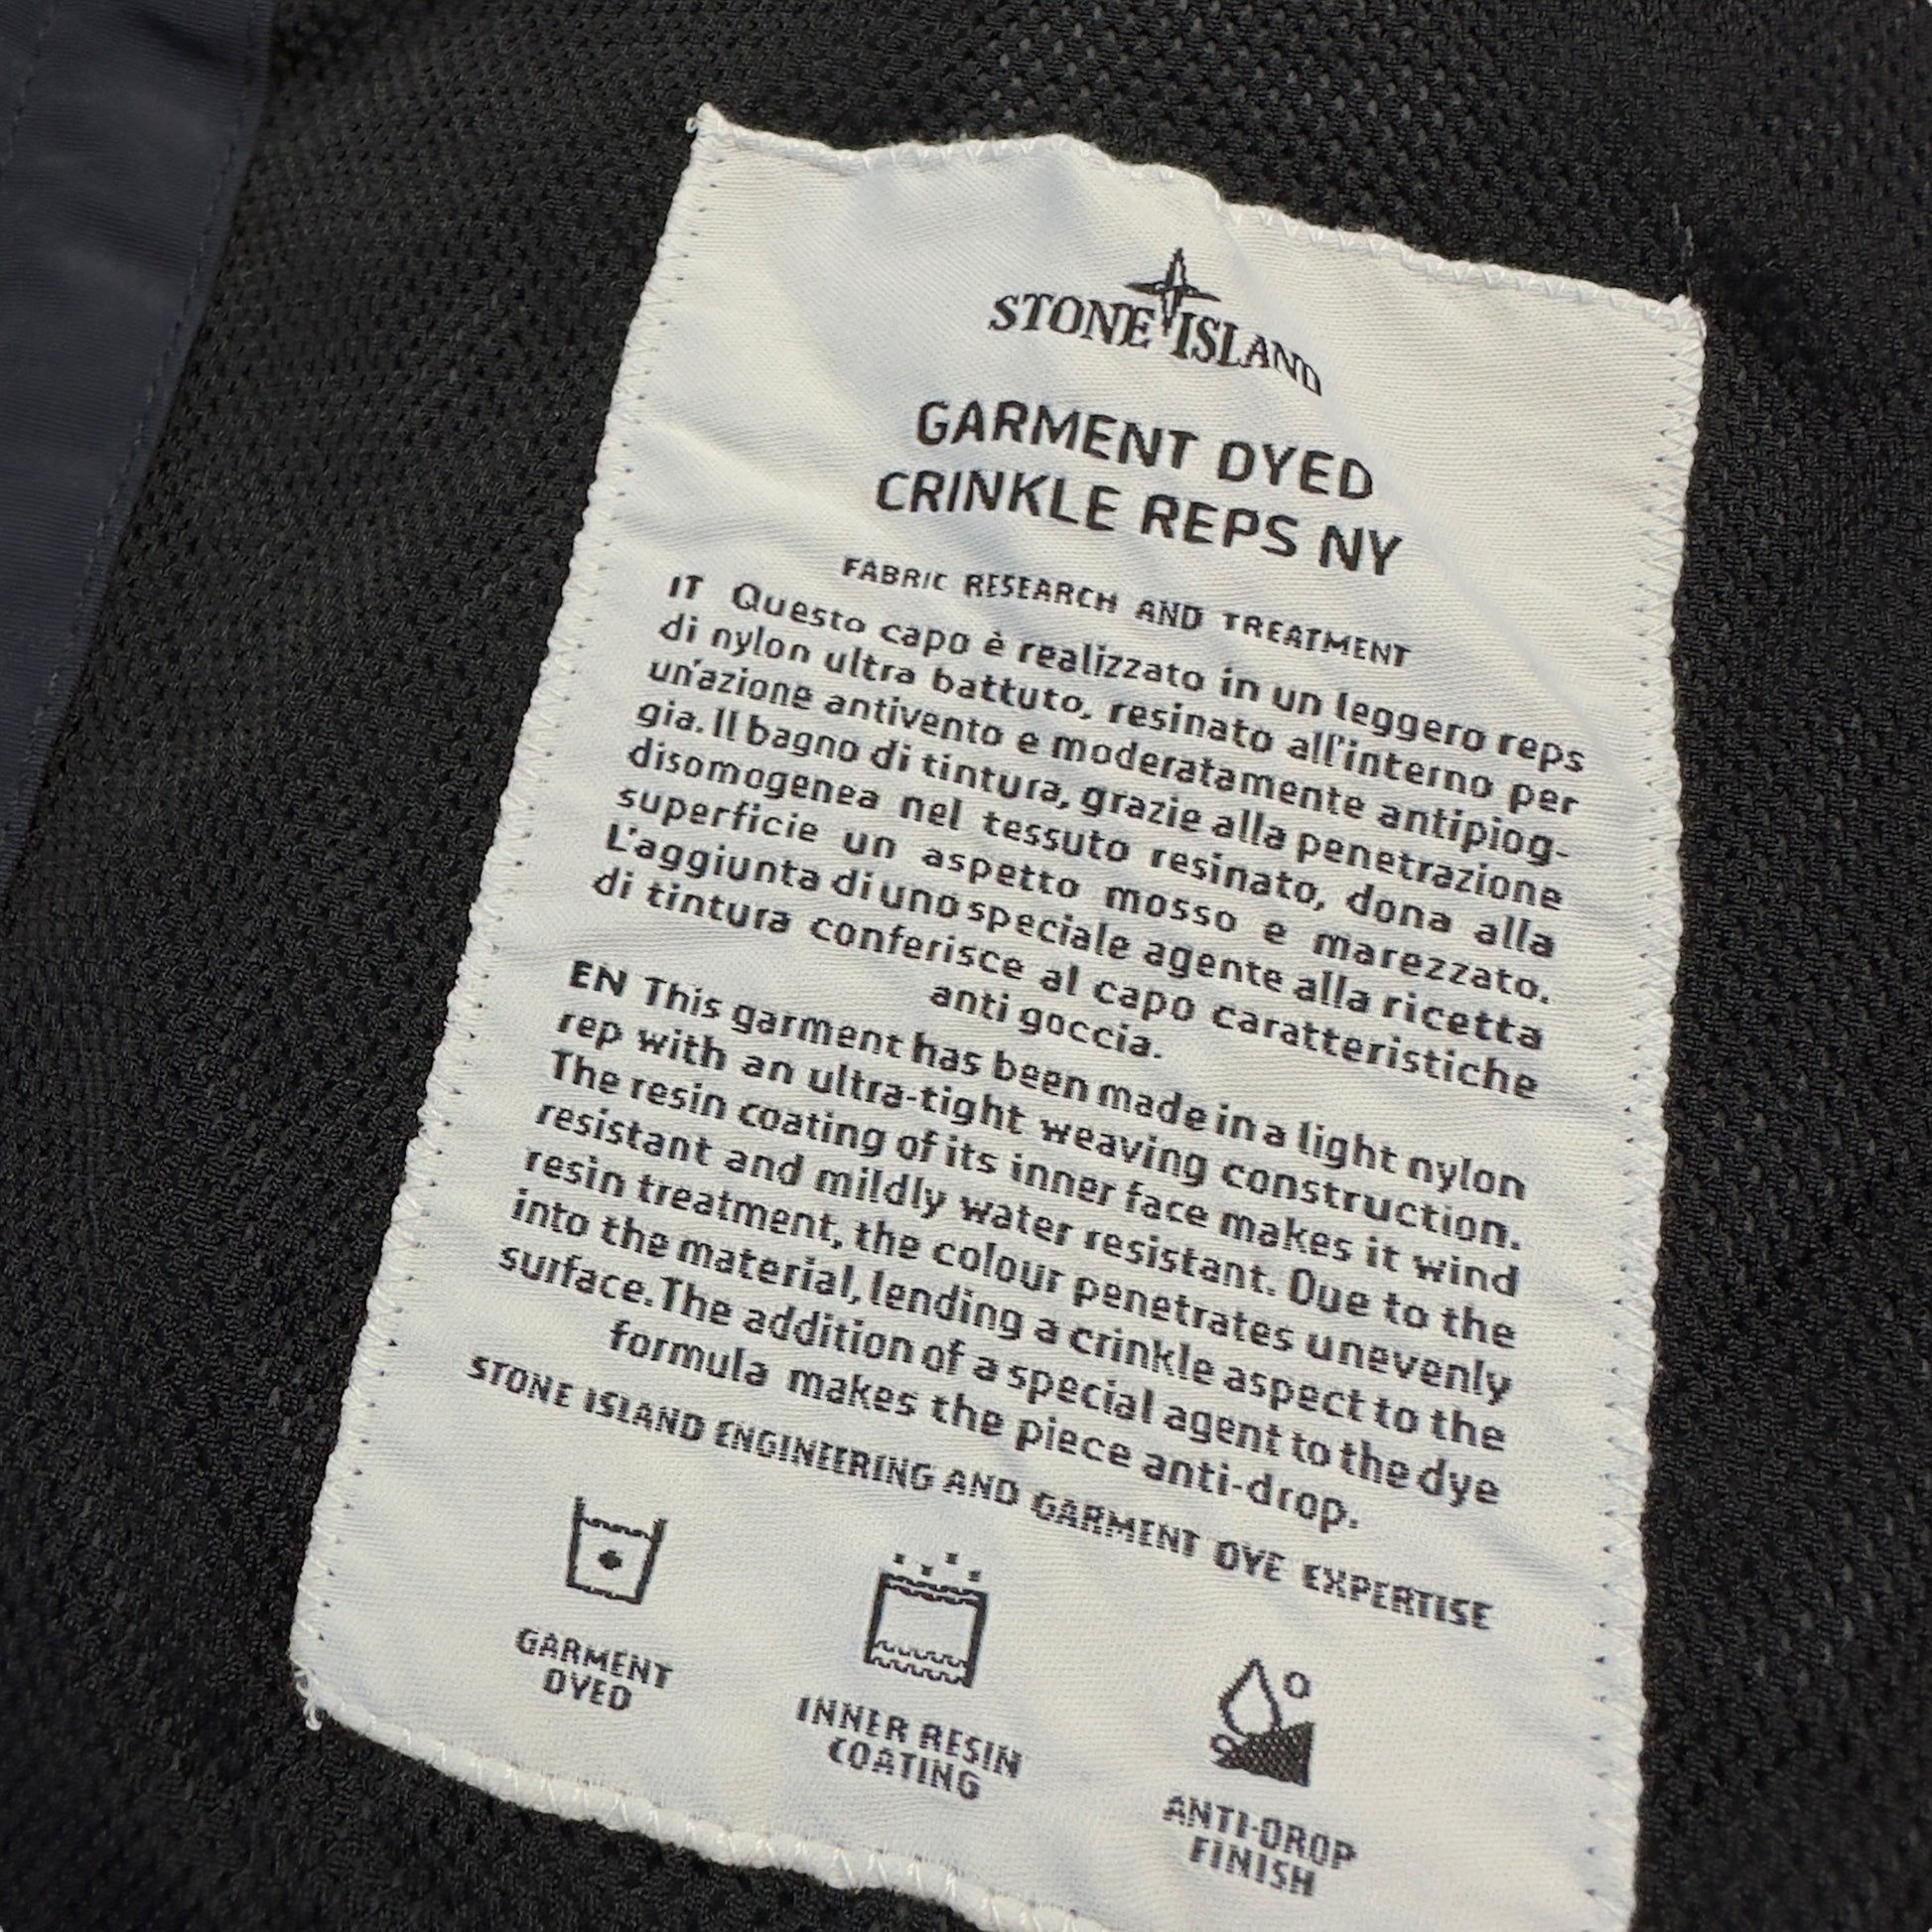 STONE ISLAND
GARMENT DYED
CRINKLE REPS NY
FABRIC RESEARCH AND TREATMENT
IT Questo capo è realizzato in un leggero reps
di nylon ultra battuto, resinato all'interno per
un'azione antivento e moderatamente antipiog-
gia. Il bagno di tintura, grazie alla penetrazione
disomogenea nel tessuto resinato, dona alla
superficie un aspetto mosso e marezzato.
L'aggiunta di uno speciale agente alla ricetta
di tintura conferisce al capo caratteristiche
anti goccia.
EN This garment has been made in a light nylon
rep with an ultra-tight weaving construction.
The resin coating of its inner face makes it wind
resistant and mildly water resistant. Due to the
resin treatment, the colour penetrates unevenly
into the material, lending a crinkle aspect to the
surface. The addition of a special agent to the dye
formula makes the piece anti-drop.
STONE ISLAND ENGINEERING AND GARMENT DYE EXPERTISE
GARMENT
DYED
INNER RESIN
COATING
ANTI-DROP
FINISH